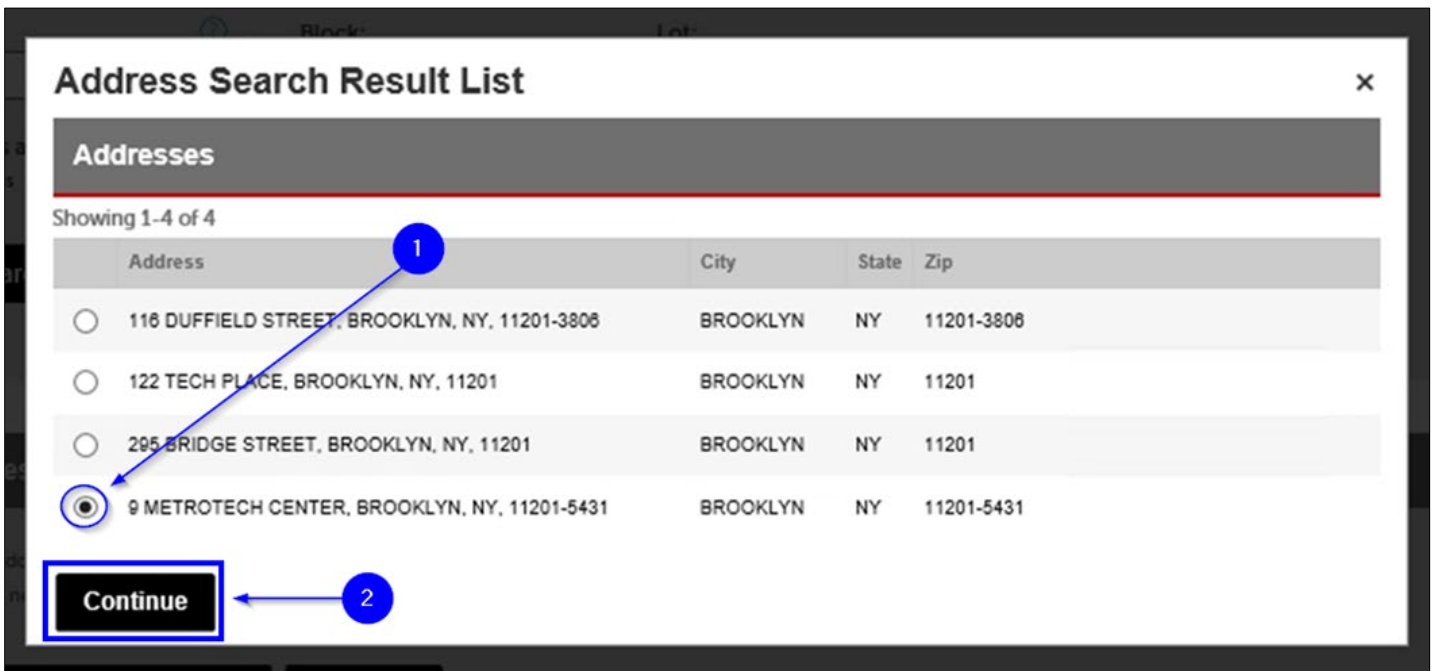 Block: Lot:
Address Search Result List ×
Addresses
Showing 1-4 of 4
1
Address City State Zip
116 DUFFIELD STREET, BROOKLYN, NY, 11201-3806 BROOKLYN NY 11201-3806
122 TECH PLACE, BROOKLYN, NY, 11201 BROOKLYN NY 11201
295 BRIDGE STREET, BROOKLYN, NY, 11201 BROOKLYN NY 11201
9 METROTECH CENTER, BROOKLYN, NY, 11201-5431 BROOKLYN NY 11201-5431
Continue 2